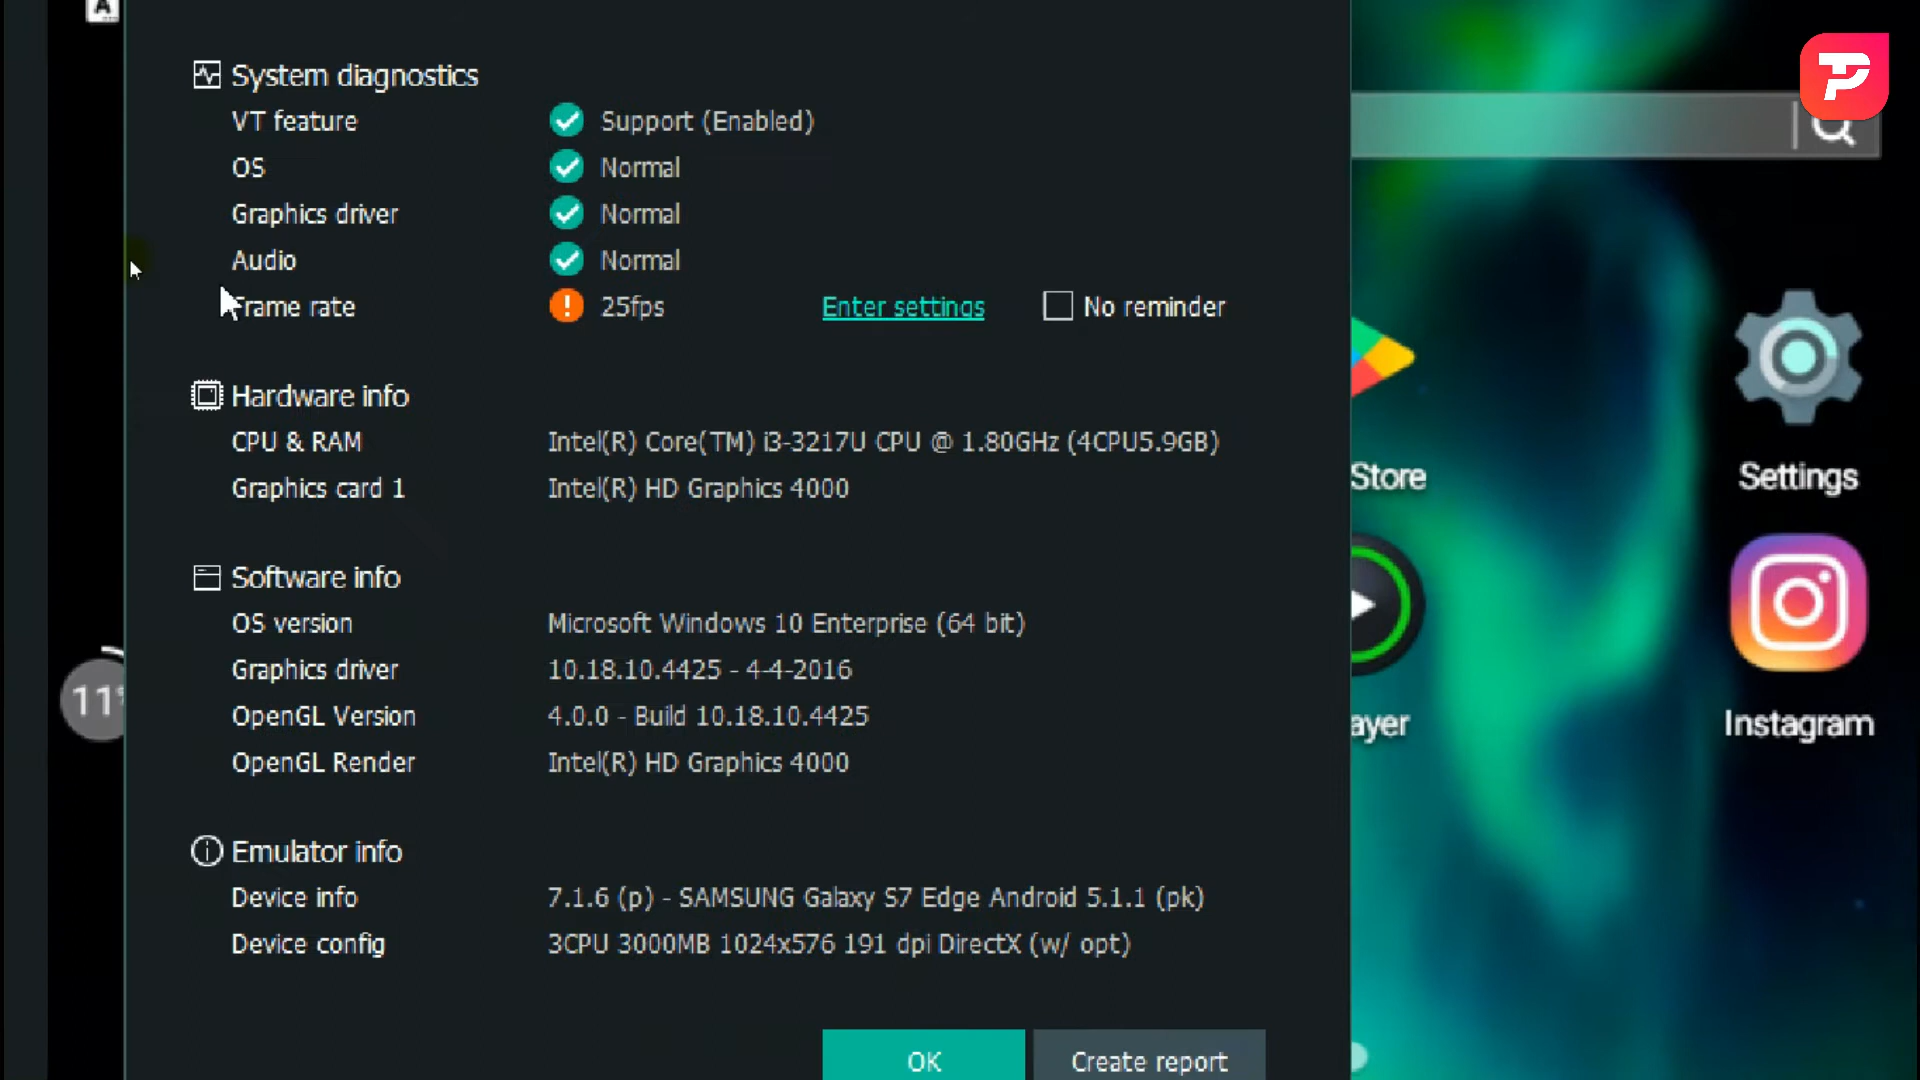 A
System diagnostics
VT feature Support (Enabled)
OS Normal
Graphics driver Normal
Audio Normal
Frame rate 25fps Enter settings No reminder
Hardware info
CPU & RAM Intel(R) Core(TM) i3-3217U CPU @ 1.80GHz (4CPU5.9GB)
Graphics card 1 Intel(R) HD Graphics 4000
Software info
OS version Microsoft Windows 10 Enterprise (64 bit)
Graphics driver 10.18.10.4425 - 4-4-2016
OpenGL Version 4.0.0 - Build 10.18.10.4425
OpenGL Render Intel(R) HD Graphics 4000
Emulator info
Device info 7.1.6 (p) - SAMSUNG Galaxy S7 Edge Android 5.1.1 (pk)
Device config 3CPU 3000MB 1024x576 191 dpi DirectX (w/ opt)
OK Create report
11%
Store Settings
ayer Instagram
TP